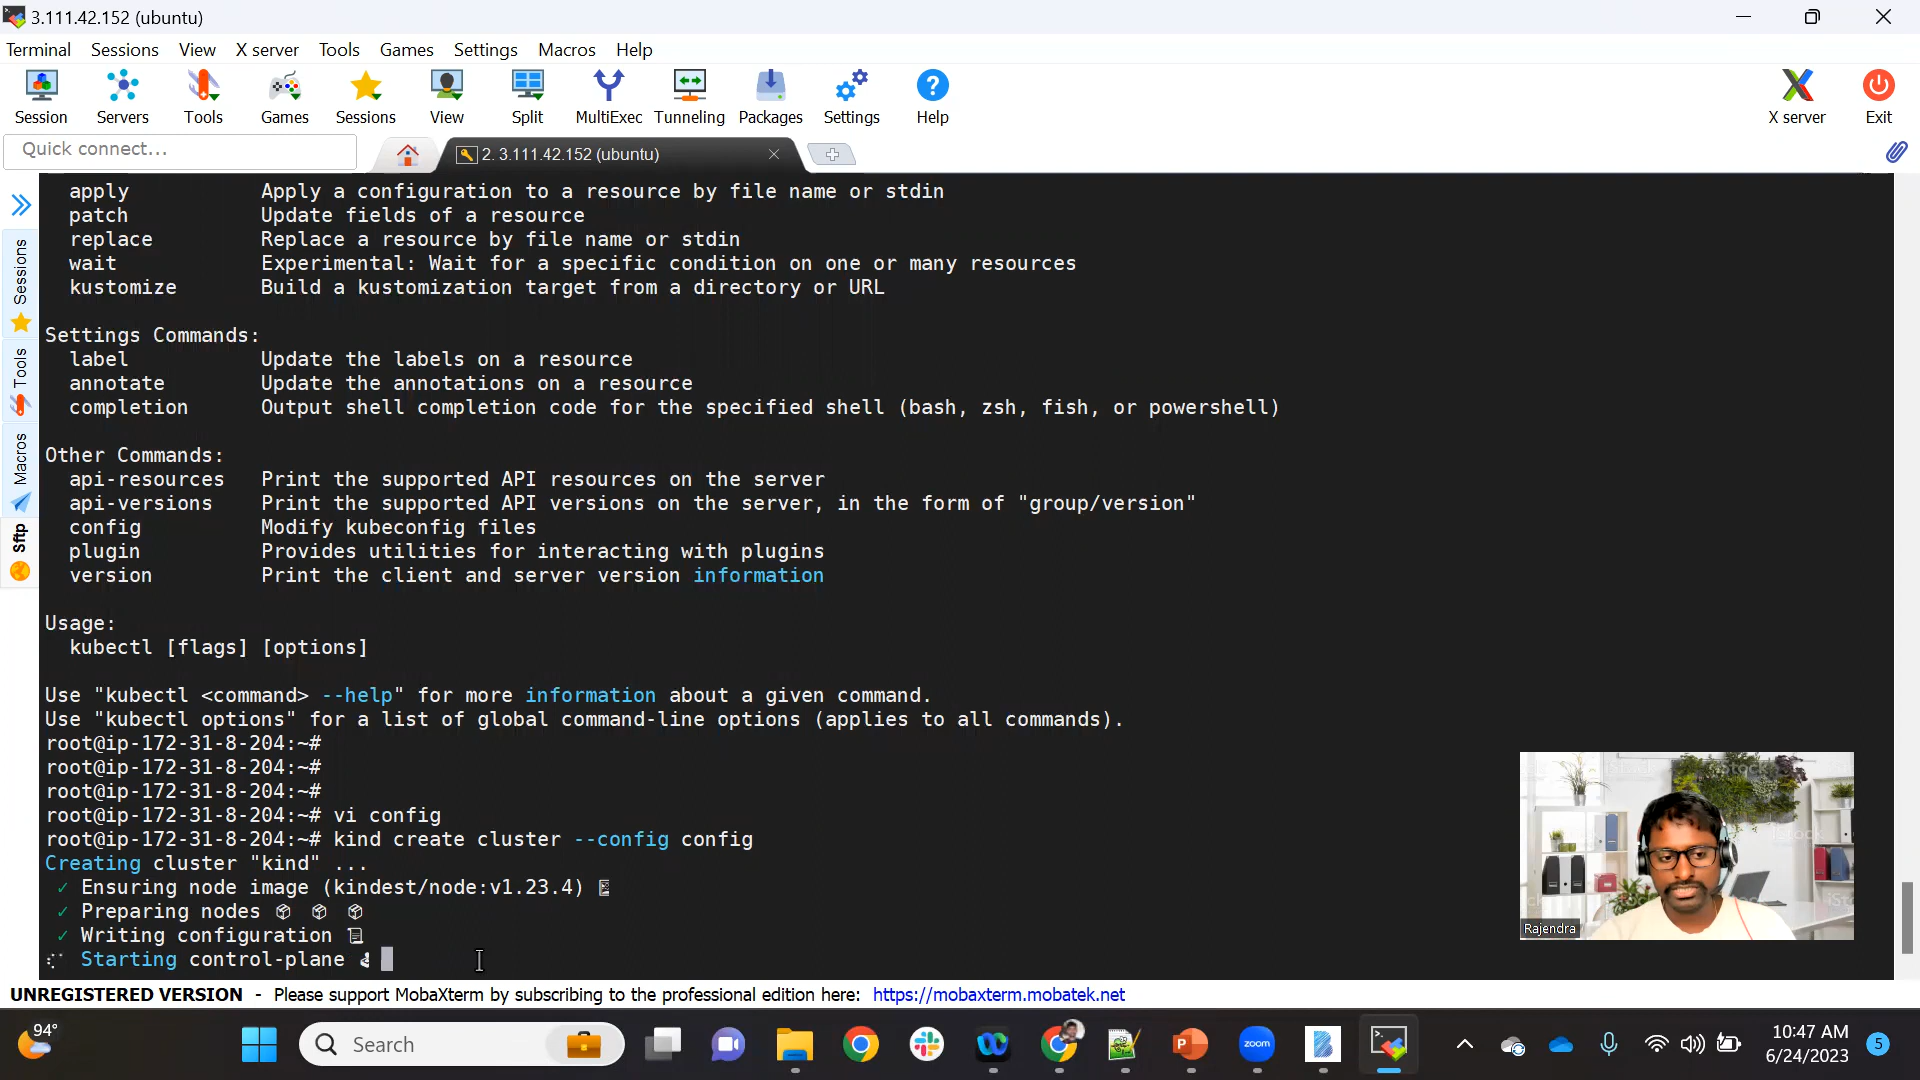 3.111.42.152 (ubuntu)
Terminal Sessions View X server Tools Games Settings Macros Help
Session Servers Tools Games Sessions View Split MultiExec Tunneling Packages Settings Help X server Exit
Quick connect...
2. 3.111.42.152 (ubuntu)
Sessions
Tools
Macros
Sftp
apply Apply a configuration to a resource by file name or stdin
patch Update fields of a resource
replace Replace a resource by file name or stdin
wait Experimental: Wait for a specific condition on one or many resources
kustomize Build a kustomization target from a directory or URL
Settings Commands:
label Update the labels on a resource
annotate Update the annotations on a resource
completion Output shell completion code for the specified shell (bash, zsh, fish, or powershell)
Other Commands:
api-resources Print the supported API resources on the server
api-versions Print the supported API versions on the server, in the form of "group/version"
config Modify kubeconfig files
plugin Provides utilities for interacting with plugins
version Print the client and server version information
Usage:
kubectl [flags] [options]
Use "kubectl <command> --help" for more information about a given command.
Use "kubectl options" for a list of global command-line options (applies to all commands).
root@ip-172-31-8-204:~#
root@ip-172-31-8-204:~#
root@ip-172-31-8-204:~#
root@ip-172-31-8-204:~# vi config
root@ip-172-31-8-204:~# kind create cluster --config config
Creating cluster "kind" ...
✓ Ensuring node image (kindest/node:v1.23.4)
✓ Preparing nodes
✓ Writing configuration
Starting control-plane
Rajendra
UNREGISTERED VERSION - Please support MobaXterm by subscribing to the professional edition here: https://mobaxterm.mobatek.net
94°
Search
zoom
10:47 AM
6/24/2023
5